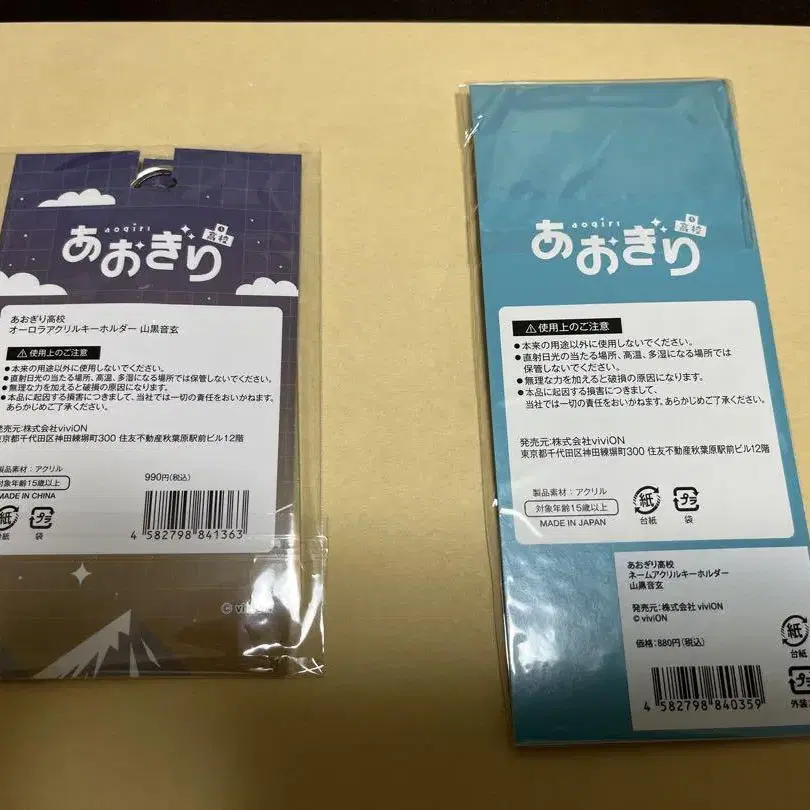 aoqiri
あおぎり
高校
あおぎり高校
オーロラアクリルキーホルダー 山黒音玄
使用上のご注意
●本来の用途以外に使用しないでください。
●直射日光の当たる場所、高温、多湿になる場所では保管しないでください。
●無理な力を加えると破損の原因になります。
●本品に起因する損害につきまして、当社では一切の責任をおいかねます。
あらかじめご了承ください。
発売元:株式会社viviON
東京都千代田区神田練塀町300 住友不動産秋葉原駅前ビル12階
製品素材:アクリル
対象年齢15歳以上
MADE IN CHINA
紙
プラ
袋
990円(税込)
4 582798 841363
aoqiri
あおぎり
高校
使用上のご注意
●本来の用途以外に使用しないでください。
●直射日光の当たる場所、高温、多湿になる場所では
保管しないでください。
●無理な力を加えると破損の原因になります。
●本品に起因する損害につきまして、
当社では一切の責任をおいかねます。あらかじめご了承ください。
発売元:株式会社viviON
東京都千代田区神田練塀町300 住友不動産秋葉原駅前ビル12階
製品素材:アクリル
対象年齢15歳以上
MADE IN JAPAN
紙
台紙
プラ
袋
あおぎり高校
ネームアクリルキーホルダー
山黒音玄
発売元:株式会社 viviON
© viviON
価格:880円(税込)
4 582798 840359
紙
台紙
プラ
外装